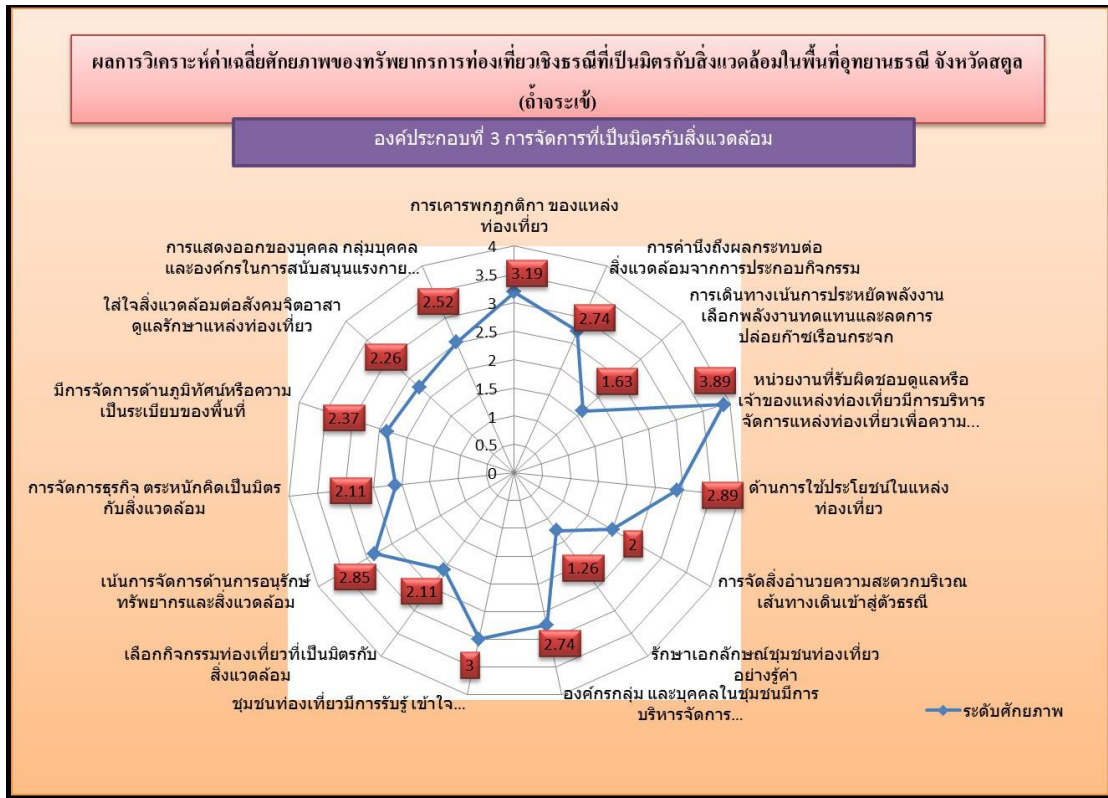 ผลการวิเคราะห์ค่าเฉลี่ยศักยภาพของทรัพยากรการท่องเที่ยวเชิงธรณีที่เป็นมิตรกับสิ่งแวดล้อมในพื้นที่อุทยานธรณี จังหวัดสตูล
(ถ้ำจระเข้)
องค์ประกอบที่ 3 การจัดการที่เป็นมิตรกับสิ่งแวดล้อม
การเคารพกฎกติกา ของแหล่ง
ท่องเที่ยว
การคำนึงถึงผลกระทบต่อ
สิ่งแวดล้อมจากการประกอบกิจกรรม
การเดินทางเน้นการประหยัดพลังงาน
เลือกพลังงานทดแทนและลดการ
ปล่อยก๊าซเรือนกระจก
หน่วยงานที่รับผิดชอบดูแลหรือ
เจ้าของแหล่งท่องเที่ยวมีการบริหาร
จัดการแหล่งท่องเที่ยวเพื่อความ...
ด้านการใช้ประโยชน์ในแหล่ง
ท่องเที่ยว
การจัดสิ่งอำนวยความสะดวกบริเวณ
เส้นทางเดินเข้าสู่ตัวธรณี
รักษาเอกลักษณ์ชุมชนท่องเที่ยว
อย่างรู้ค่า
องค์กรกลุ่ม และบุคคลในชุมชนมีการ
บริหารจัดการ...
ชุมชนท่องเที่ยวมีการรับรู้ เข้าใจ...
เลือกกิจกรรมท่องเที่ยวที่เป็นมิตรกับ
สิ่งแวดล้อม
เน้นการจัดการด้านการอนุรักษ์
ทรัพยากรและสิ่งแวดล้อม
การจัดการธุรกิจ ตระหนักคิดเป็นมิตร
กับสิ่งแวดล้อม
มีการจัดการด้านภูมิทัศน์หรือความ
เป็นระเบียบของพื้นที่
ใส่ใจสิ่งแวดล้อมต่อสังคมจิตอาสา
ดูแลรักษาแหล่งท่องเที่ยว
การแสดงออกของบุคคล กลุ่มบุคคล
และองค์กรในการสนับสนุนแรงกาย...
4
3.5
3
2.5
2
1.5
1
0.5
0
3.19
2.74
1.63
3.89
2.89
2
1.26
2.74
3
2.11
2.85
2.11
2.37
2.26
2.52
ระดับศักยภาพ